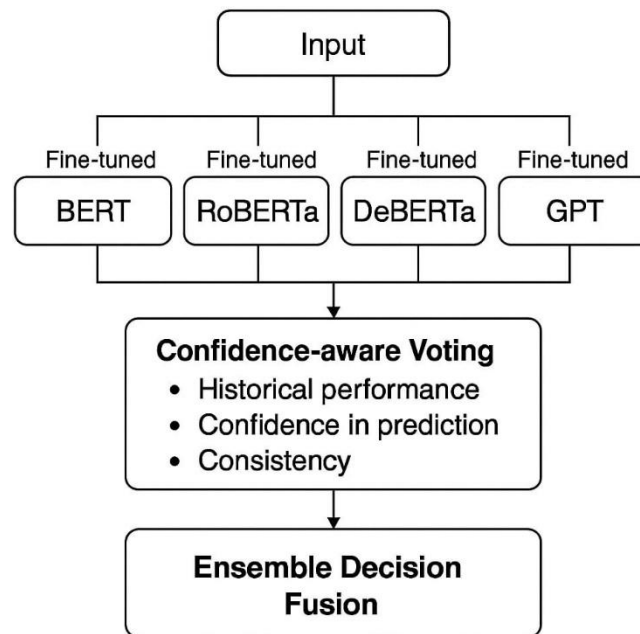 Input
Fine-tuned Fine-tuned Fine-tuned Fine-tuned
BERT RoBERTa DeBERTa GPT
Confidence-aware Voting
• Historical performance
• Confidence in prediction
• Consistency
Ensemble Decision
Fusion